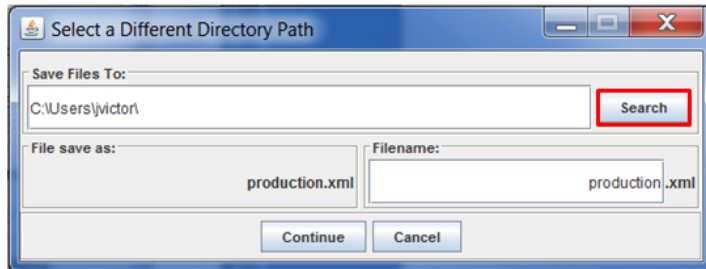 Select a Different Directory Path
Save Files To:
C:\Users\jvictor\
Search
File save as:
production.xml
Filename:
production .xml
Continue
Cancel